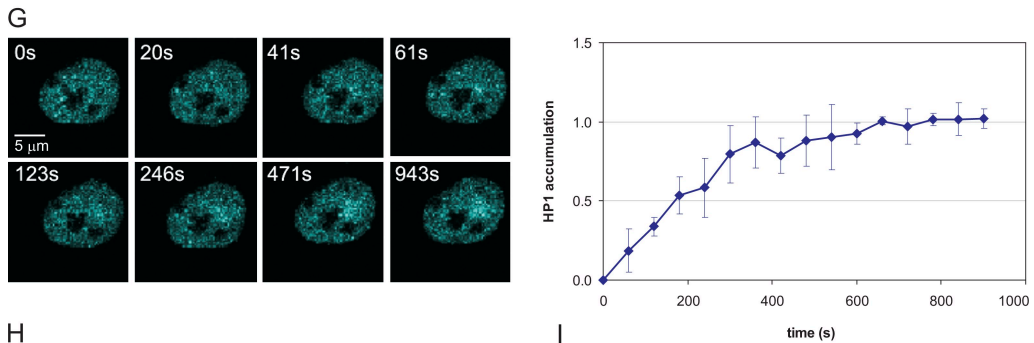 G
0s
20s
41s
61s
5 μm
123s
246s
471s
943s
H
1.5
1.0
0.5
0.0
HP1 accumulation
0
200
400
600
800
1000
time (s)
I